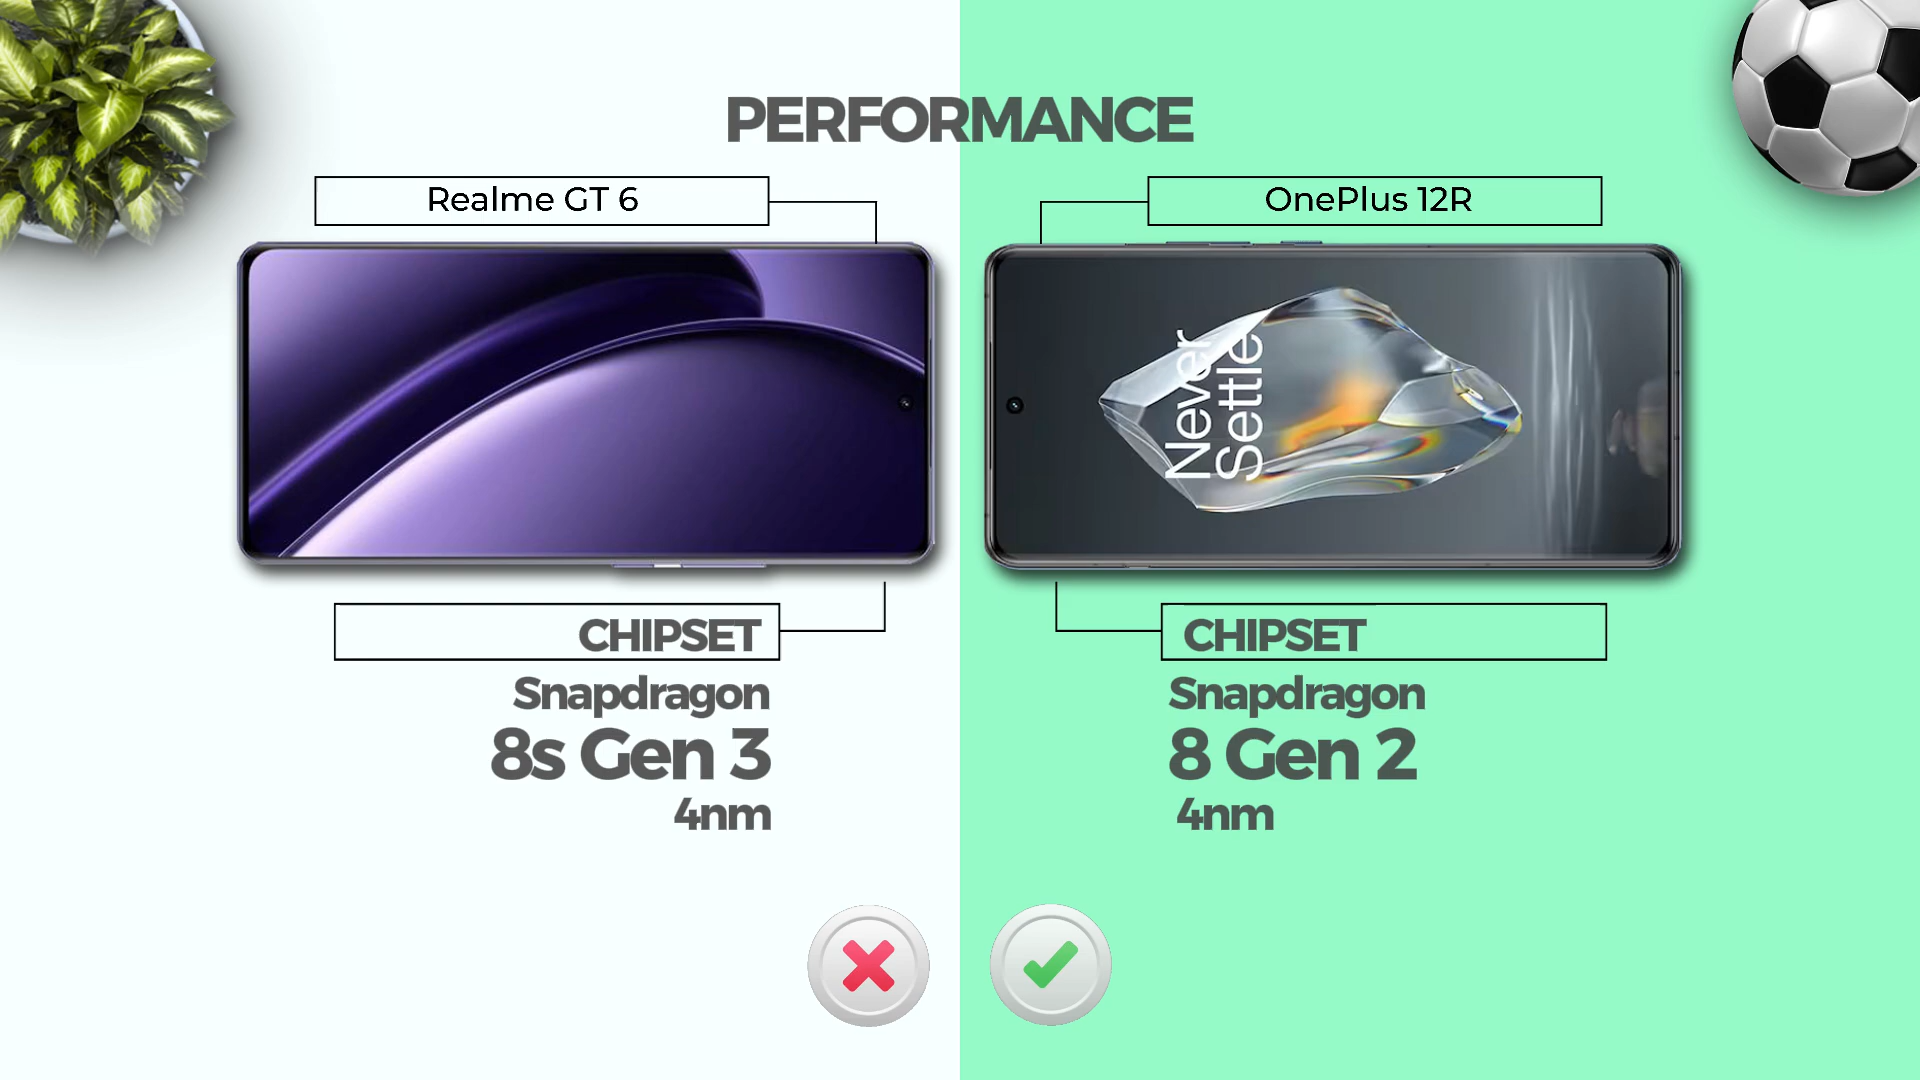 PERFORMANCE
Realme GT 6
OnePlus 12R
Never
Settle
CHIPSET
Snapdragon
8s Gen 3
4nm
CHIPSET
Snapdragon
8 Gen 2
4nm